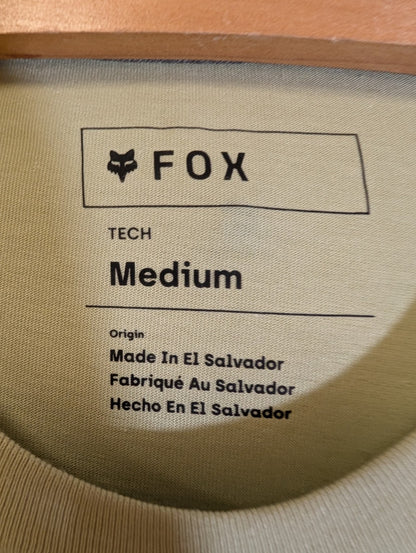 FOX
TECH
Medium
Origin
Made In El Salvador
Fabriqué Au Salvador
Hecho En El Salvador